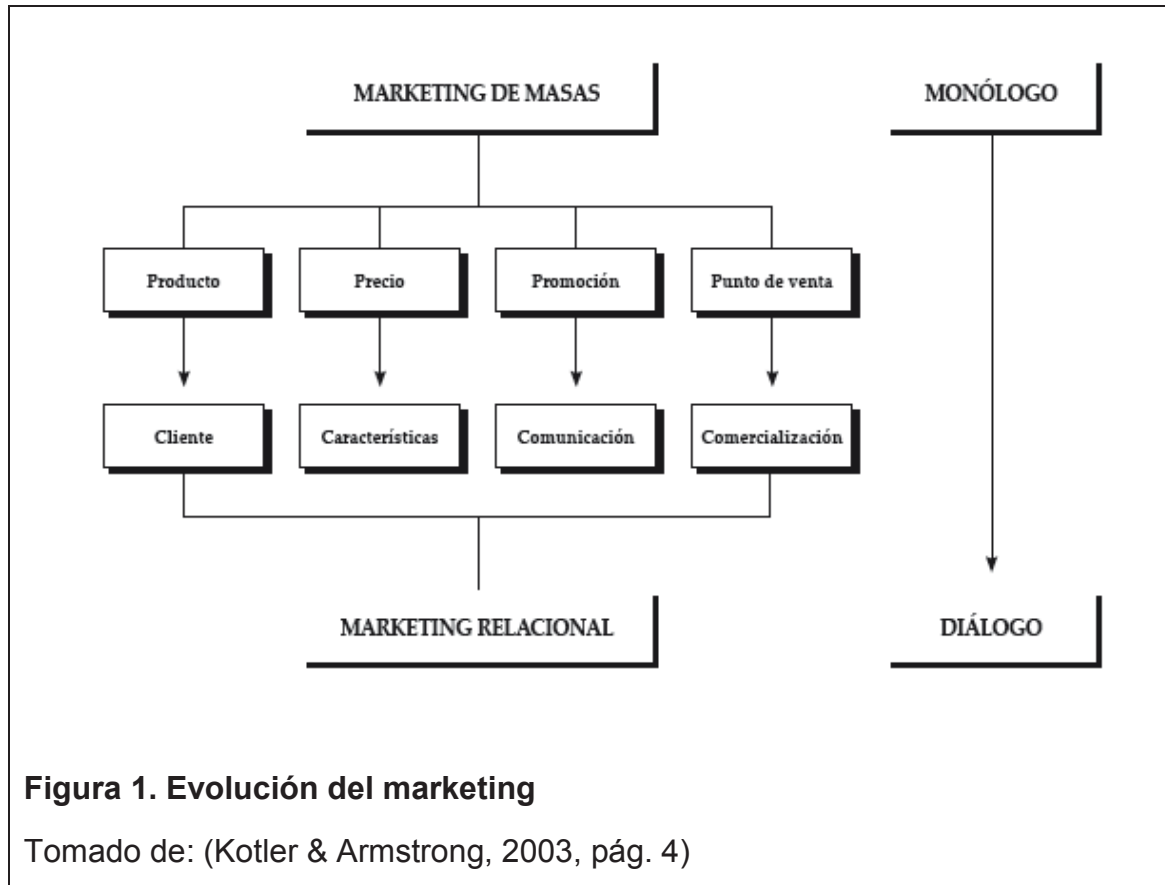 MARKETING DE MASAS
MONÓLOGO
Producto
Precio
Promoción
Punto de venta
Cliente
Características
Comunicación
Comercialización
MARKETING RELACIONAL
DIÁLOGO
Figura 1. Evolución del marketing
Tomado de: (Kotler & Armstrong, 2003, pág. 4)